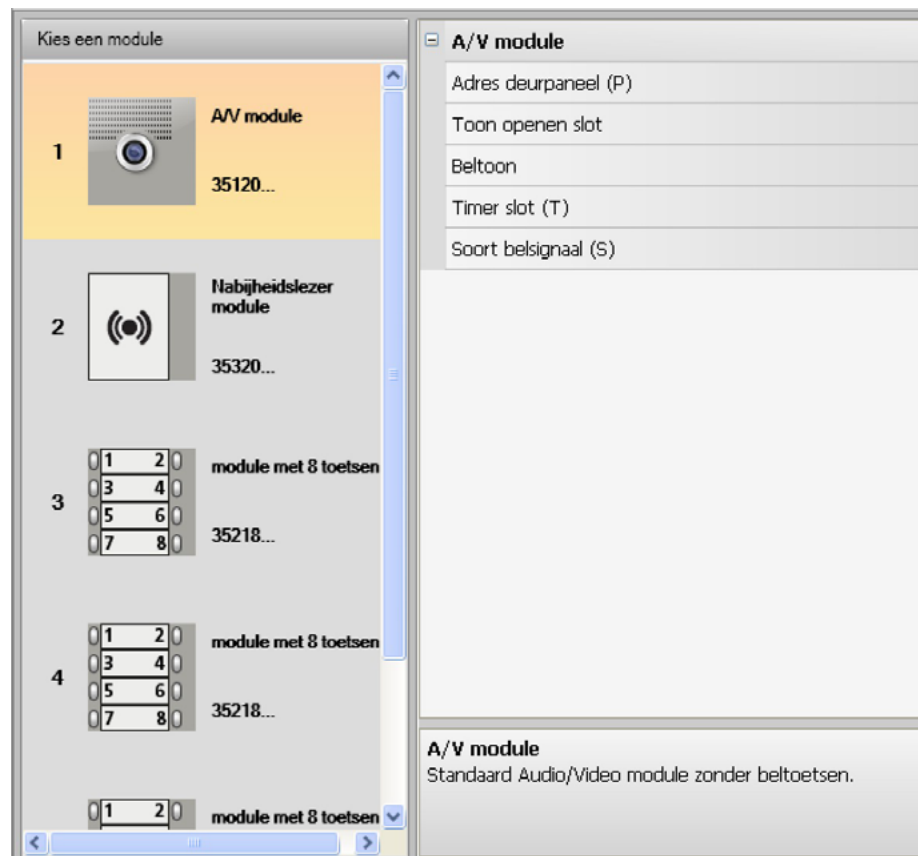 Kies een module
1
A/V module
35120...
2
Nabijheidslezer
module
35320...
3
1 2
3 4
5 6
7 8
module met 8 toetsen
35218...
4
1 2
3 4
5 6
7 8
module met 8 toetsen
35218...
1 2
module met 8 toetsen
A/V module
Adres deurpaneel (P)
Toon openen slot
Beltoon
Timer slot (T)
Soort belsignaal (S)
A/V module
Standaard Audio/Video module zonder beltoetsen.